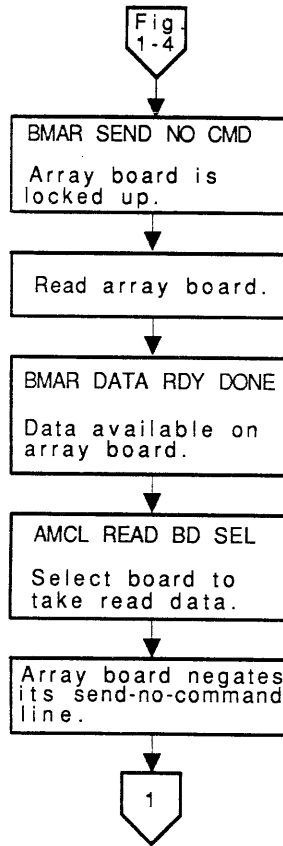 Fig.
1-4
BMAR SEND NO CMD
Array board is
locked up.
Read array board.
BMAR DATA RDY DONE
Data available on
array board.
AMCL READ BD SEL
Select board to
take read data.
Array board negates
its send-no-command
line.
1